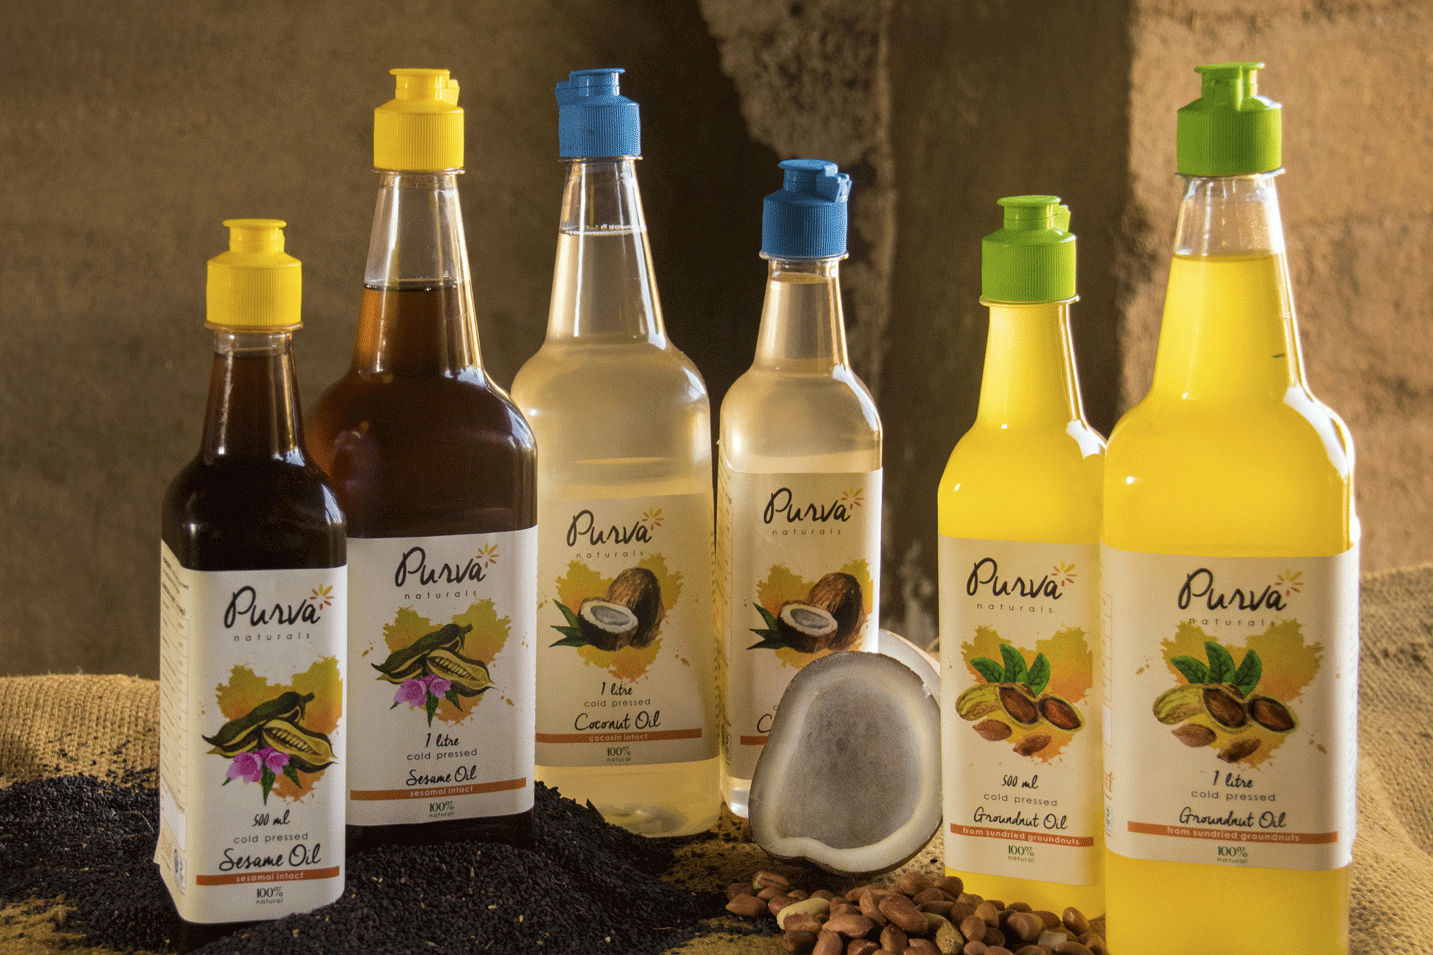 Purva
naturals
500 ml
cold pressed
Sesame Oil
sesamol intact
100%
natural
Purva
naturals
1 litre
cold pressed
Sesame Oil
sesamol intact
100%
natural
Purva
naturals
1 litre
cold pressed
Coconut Oil
cocosin intact
100%
natural
Purva
naturals
Purva
naturals
500 ml
cold pressed
Groundnut Oil
from sundried groundnuts
100%
natural
Purva
naturals
1 litre
cold pressed
Groundnut Oil
from sundried groundnuts
100%
natural